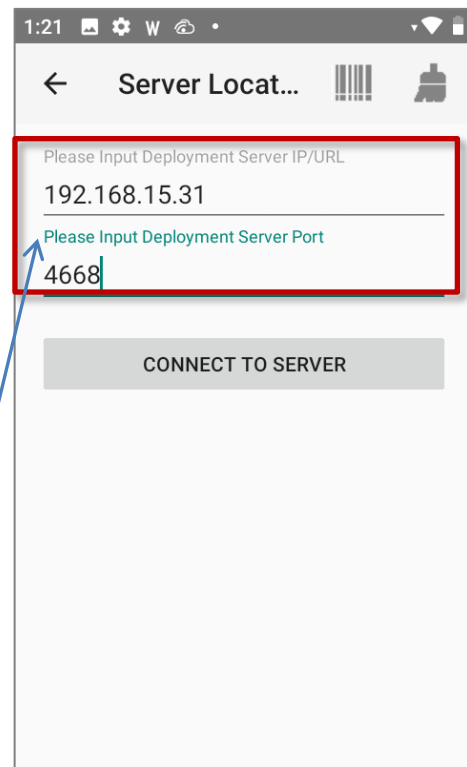 1:21 W
Server Locat...
Please Input Deployment Server IP/URL
192.168.15.31
Please Input Deployment Server Port
4668
CONNECT TO SERVER